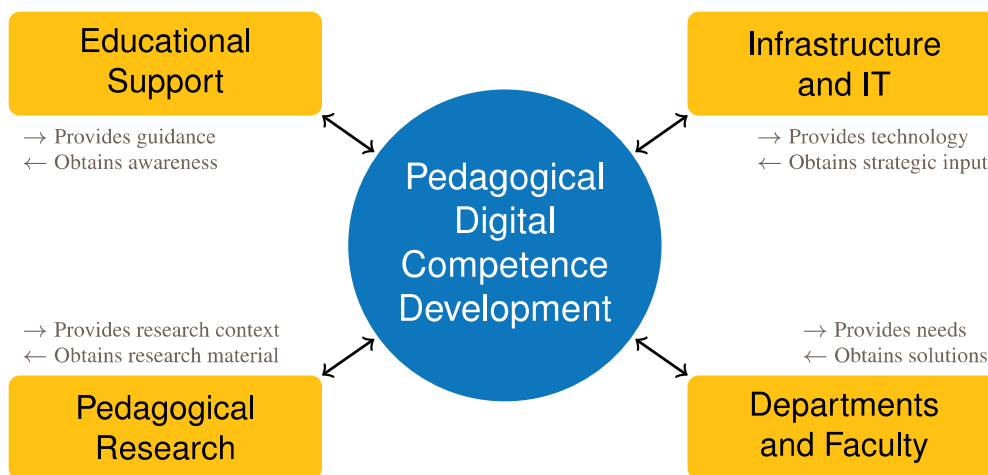 Educational
Support
→ Provides guidance
← Obtains awareness
Infrastructure
and IT
→ Provides technology
← Obtains strategic input
Pedagogical
Digital
Competence
Development
→ Provides research context
← Obtains research material
Pedagogical
Research
→ Provides needs
← Obtains solutions
Departments
and Faculty